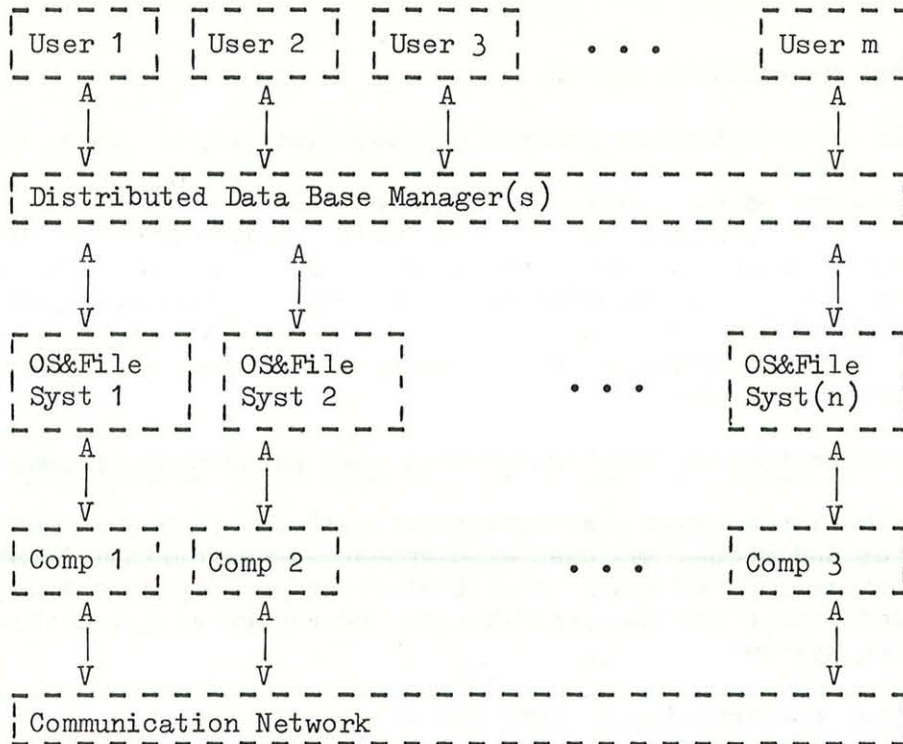 User 1 User 2 User 3 . . . User m
A A A A
V V V V
Distributed Data Base Manager(s)
A A A
V V V
OS&File OS&File OS&File
Syst 1 Syst 2 . . . Syst(n)
A A A
V V V
Comp 1 Comp 2 . . . Comp 3
A A A
V V V
Communication Network